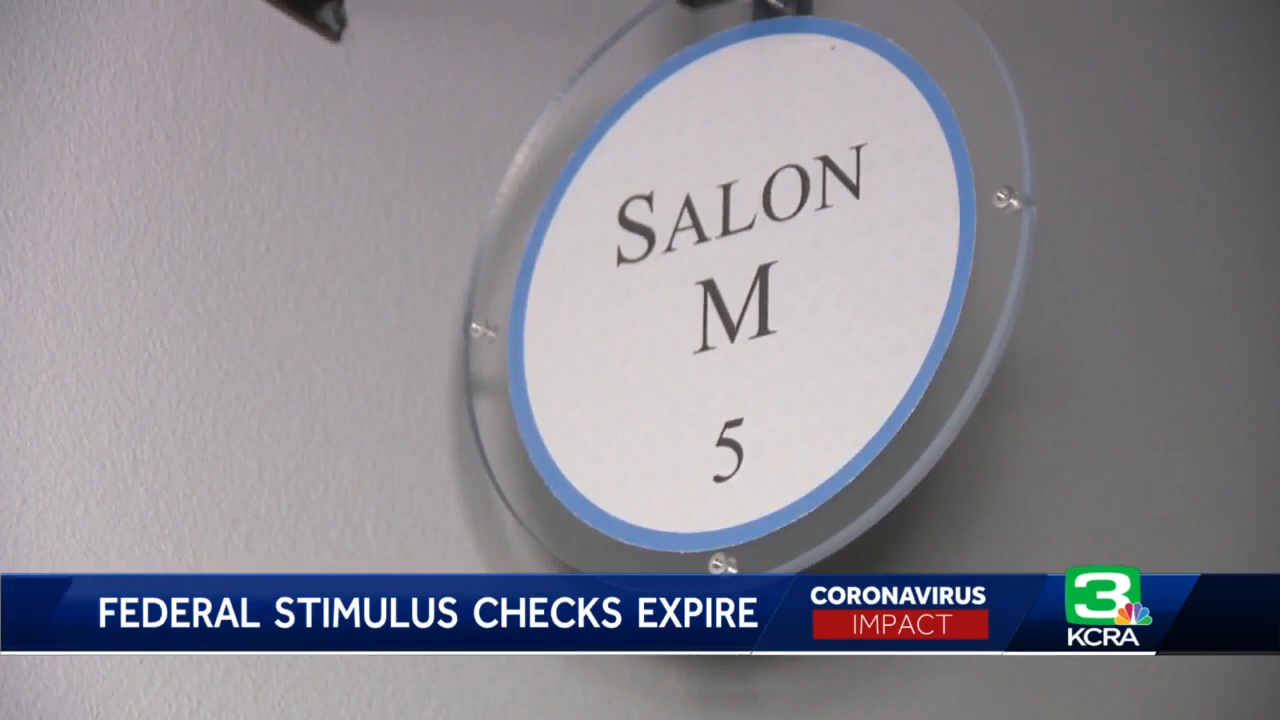 SALON
M
5
FEDERAL STIMULUS CHECKS EXPIRE
CORONAVIRUS
IMPACT
3
KCRA